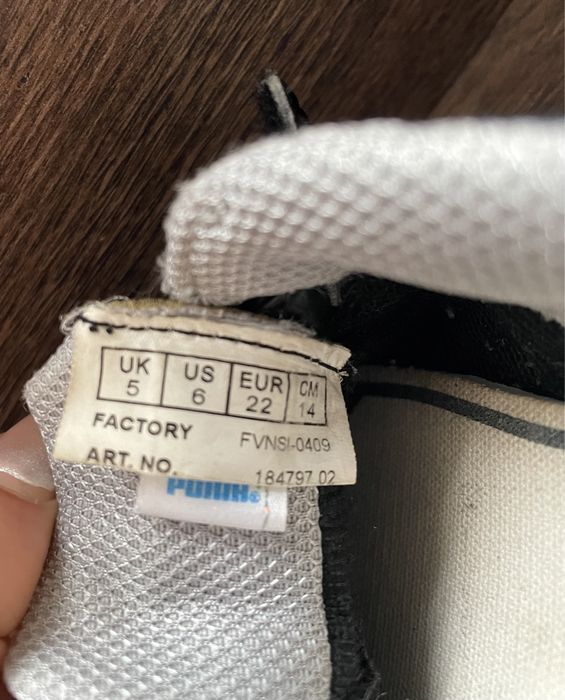 UK US EUR CM
5 6 22 14
FACTORY FVNSI-0409
ART. NO. 184797 02
PUMA